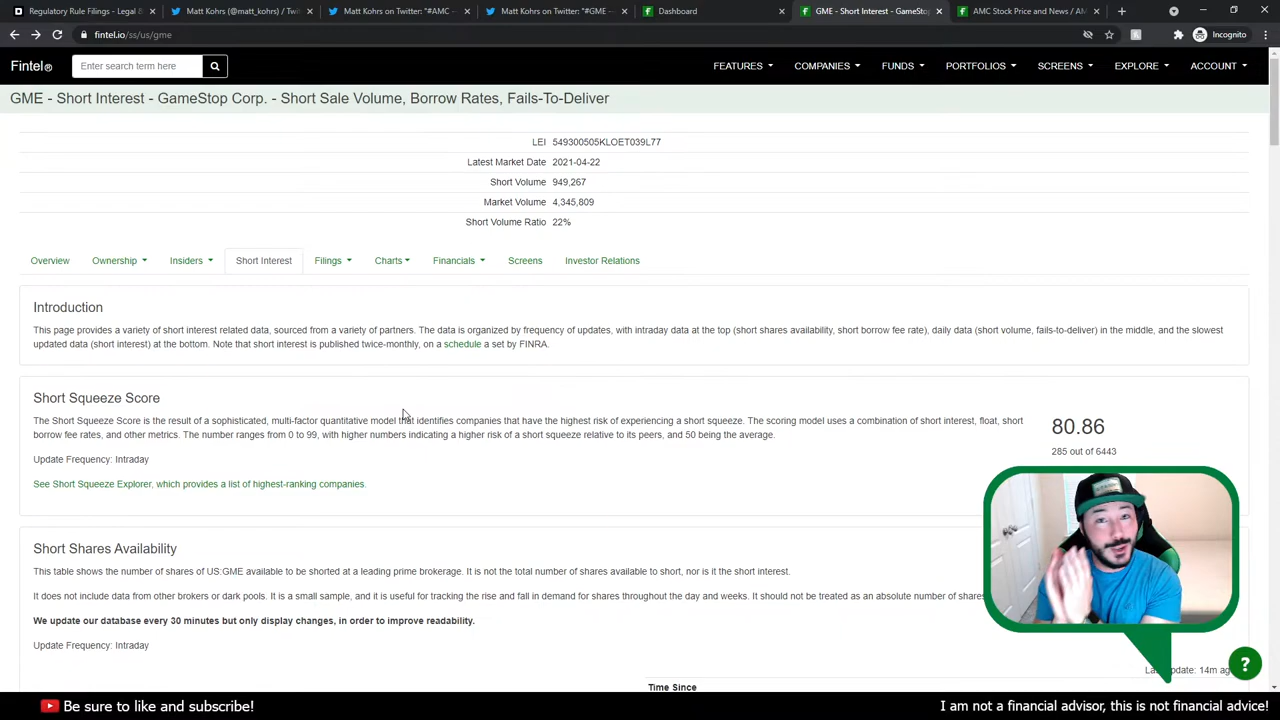 Regulatory Rule Filings - Legal &
Matt Kohrs (@matt_kohrs) / Twi
Matt Kohrs on Twitter: "#AMC –
Matt Kohrs on Twitter: "#GME –
Dashboard
GME - Short Interest - GameStop
AMC Stock Price and News / AM
fintel.io/ss/us/gme
Incognito
Fintel®
Enter search term here
FEATURES
COMPANIES
FUNDS
PORTFOLIOS
SCREENS
EXPLORE
ACCOUNT
GME - Short Interest - GameStop Corp. - Short Sale Volume, Borrow Rates, Fails-To-Deliver
LEI 549300505KLOET039L77
Latest Market Date 2021-04-22
Short Volume 949,267
Market Volume 4,345,809
Short Volume Ratio 22%
Overview
Ownership
Insiders
Short Interest
Filings
Charts
Financials
Screens
Investor Relations
Introduction
This page provides a variety of short interest related data, sourced from a variety of partners. The data is organized by frequency of updates, with intraday data at the top (short shares availability, short borrow fee rate), daily data (short volume, fails-to-deliver) in the middle, and the slowest
updated data (short interest) at the bottom. Note that short interest is published twice-monthly, on a schedule a set by FINRA.
Short Squeeze Score
The Short Squeeze Score is the result of a sophisticated, multi-factor quantitative model that identifies companies that have the highest risk of experiencing a short squeeze. The scoring model uses a combination of short interest, float, short
borrow fee rates, and other metrics. The number ranges from 0 to 99, with higher numbers indicating a higher risk of a short squeeze relative to its peers, and 50 being the average.
80.86
285 out of 6443
Update Frequency: Intraday
See Short Squeeze Explorer, which provides a list of highest-ranking companies.
Short Shares Availability
This table shows the number of shares of US:GME available to be shorted at a leading prime brokerage. It is not the total number of shares available to short, nor is it the short interest.
It does not include data from other brokers or dark pools. It is a small sample, and it is useful for tracking the rise and fall in demand for shares throughout the day and weeks. It should not be treated as an absolute number of shares
We update our database every 30 minutes but only display changes, in order to improve readability.
Update Frequency: Intraday
Last Update: 14m ag
?
Time Since
Be sure to like and subscribe!
I am not a financial advisor, this is not financial advice!